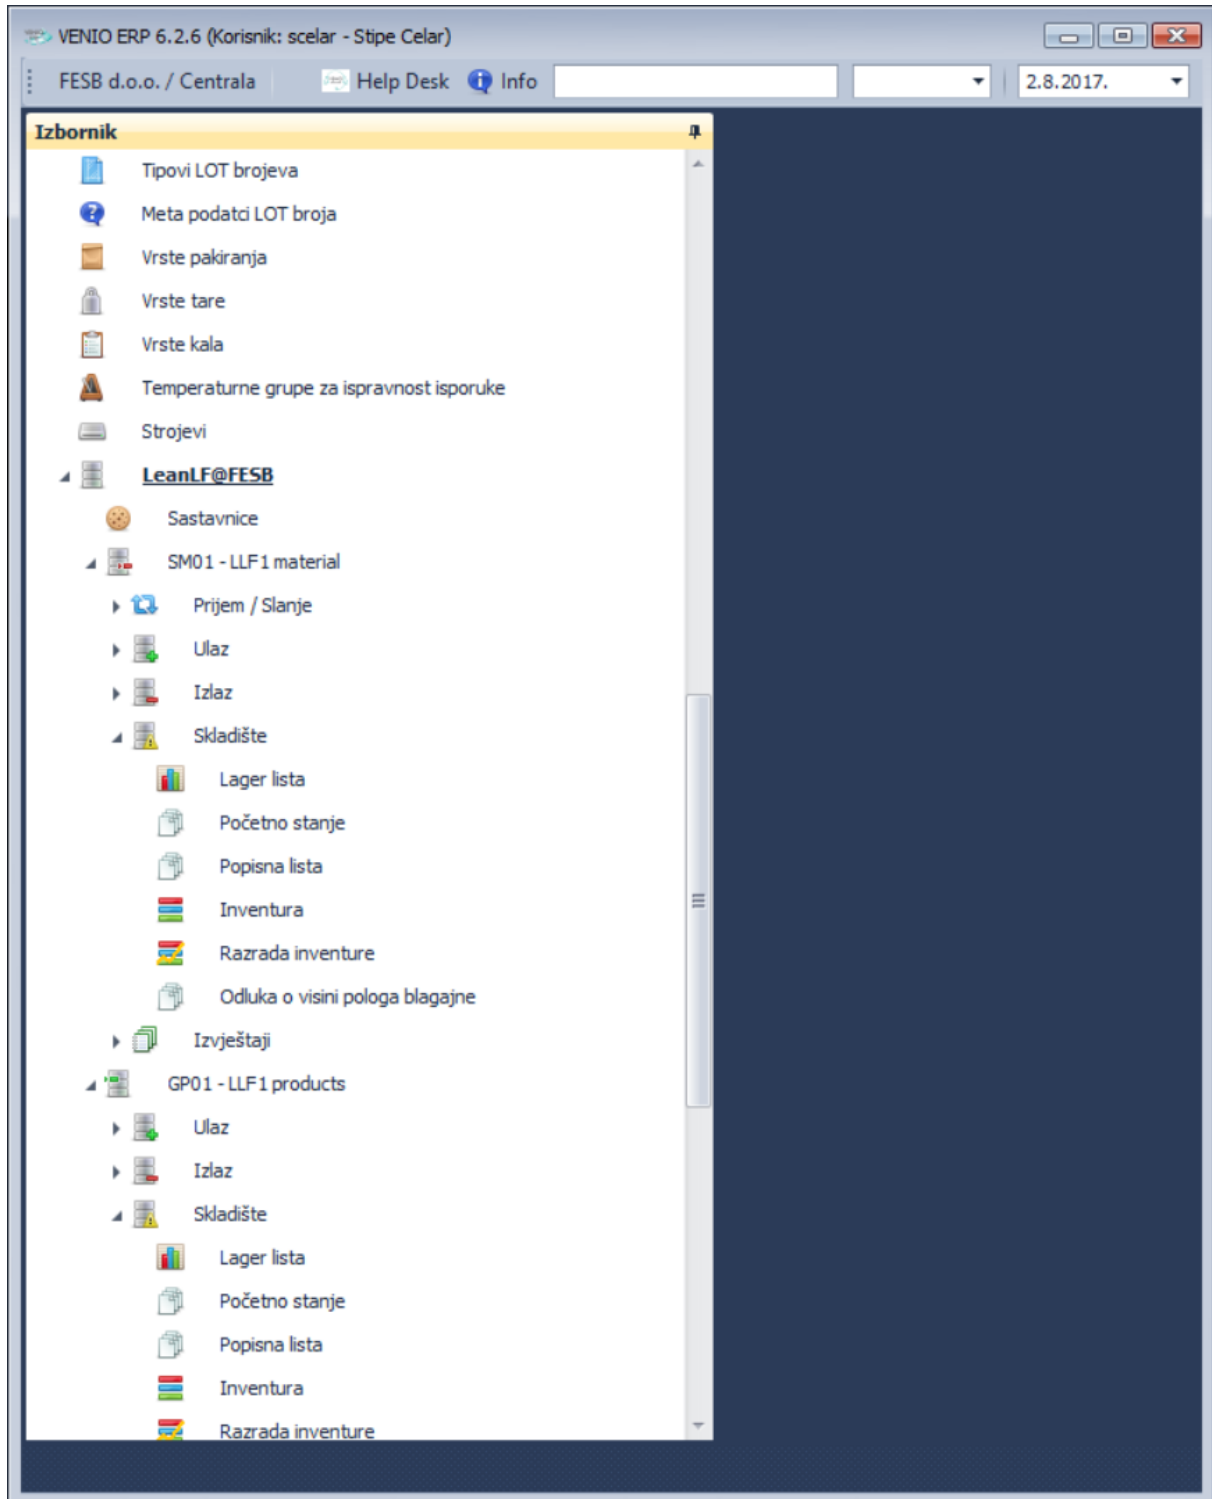 VENIO ERP 6.2.6 (Korisnik: scelar - Stipe Celar)
FESB d.o.o. / Centrala Help Desk Info 2.8.2017.
Izbornik
Tipovi LOT brojeva
Meta podatci LOT broja
Vrste pakiranja
Vrste tare
Vrste kala
Temperaturne grupe za ispravnost isporuke
Strojevi
LeanLF@FESB
Sastavnice
SM01 - LLF1 material
Prijem / Slanje
Ulaz
Izlaz
Skladište
Lager lista
Početno stanje
Popisna lista
Inventura
Razrada inventure
Odluka o visini pologa blagajne
Izvještaji
GP01 - LLF1 products
Ulaz
Izlaz
Skladište
Lager lista
Početno stanje
Popisna lista
Inventura
Razrada inventure